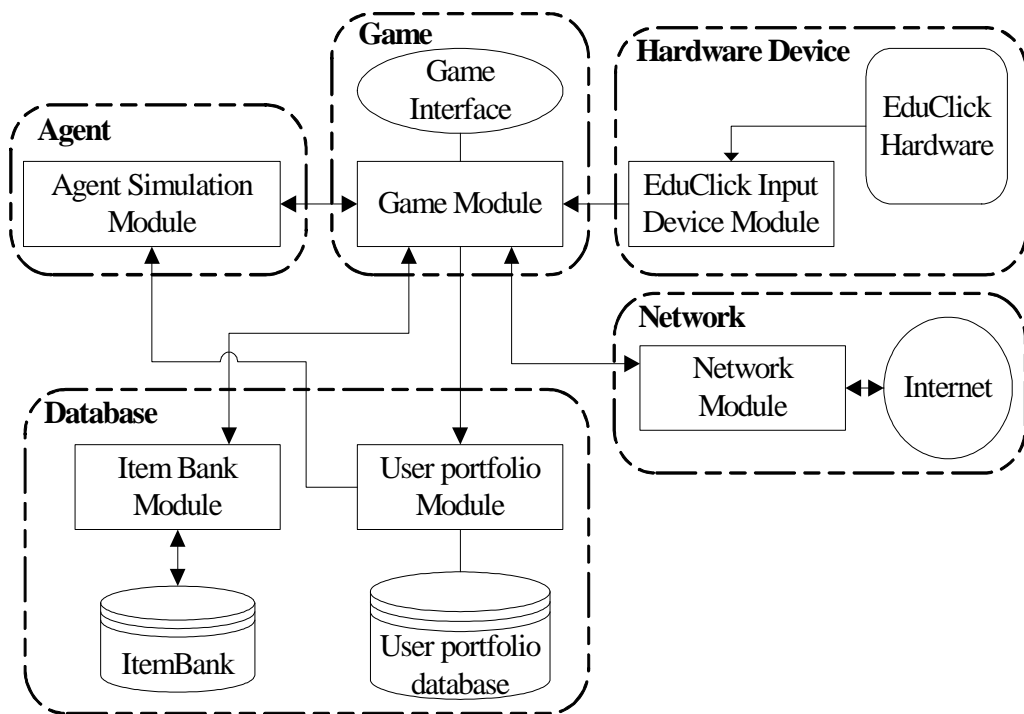 Game
Game
Interface
Game Module
Agent
Agent Simulation
Module
Hardware Device
EduClick
Hardware
EduClick Input
Device Module
Network
Network
Module
Internet
Database
Item Bank
Module
User portfolio
Module
ItemBank
User portfolio
database